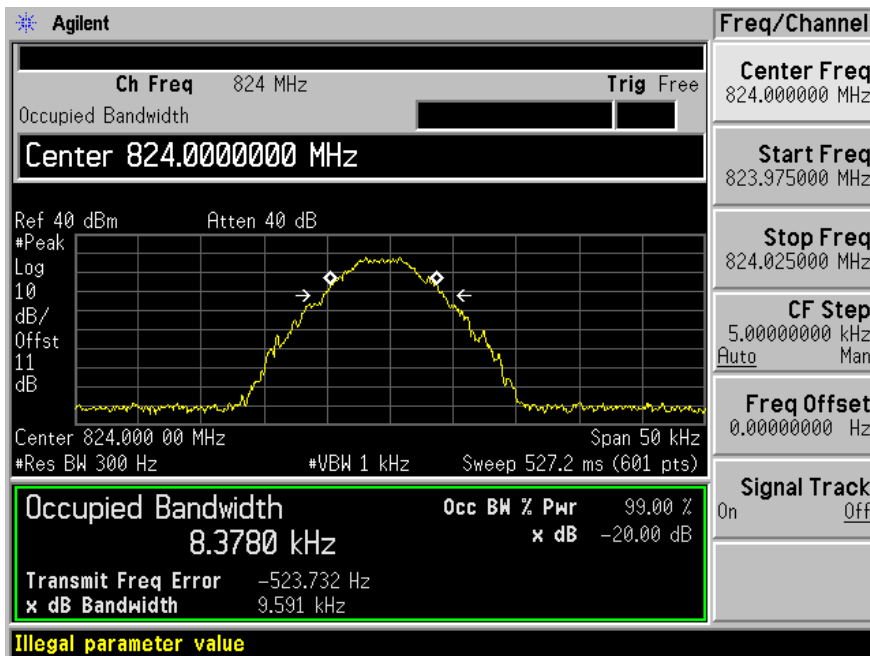 Agilent
Freq/Channel
Ch Freq 824 MHz Trig Free
Occupied Bandwidth
Center 824.0000000 MHz
Ref 40 dBm Atten 40 dB
#Peak
Log
10
dB/
Offst
11
dB
Center 824.000 00 MHz Span 50 kHz
#Res BW 300 Hz #VBW 1 kHz Sweep 527.2 ms (601 pts)
Occupied Bandwidth Occ BW % Pwr 99.00 %
8.3780 kHz x dB -20.00 dB
Transmit Freq Error -523.732 Hz
x dB Bandwidth 9.591 kHz
Illegal parameter value
Center Freq
824.000000 MHz
Start Freq
823.975000 MHz
Stop Freq
824.025000 MHz
CF Step
5.00000000 kHz
Auto Man
Freq Offset
0.00000000 Hz
Signal Track
On Off